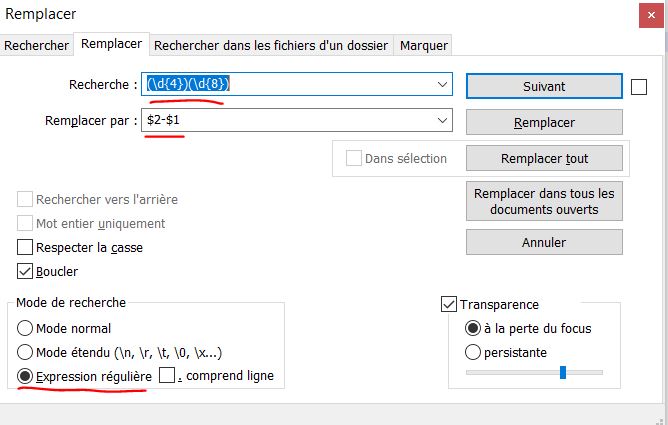 Remplacer
Rechercher Remplacer Rechercher dans les fichiers d'un dossier Marquer
Recherche : (\d{4})(\d{8}) Suivant
Remplacer par : $2-$1 Remplacer
Dans sélection Remplacer tout
Remplacer dans tous les
documents ouverts
Rechercher vers l'arrière
Mot entier uniquement Annuler
Respecter la casse
Boucler
Mode de recherche Transparence
Mode normal à la perte du focus
Mode étendu (\n, \r, \t, \0, \x...) persistante
Expression régulière . comprend ligne